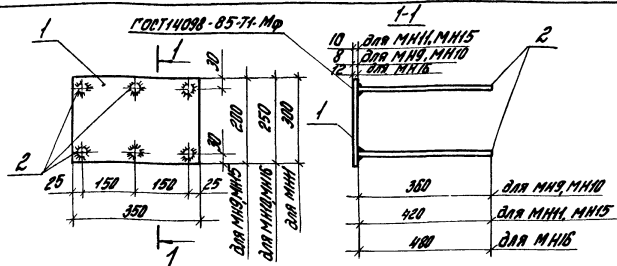 ГОСТ14098-85-Т1-Мф
1-1
1
1
10 для МН11, МН15
8 для МН9, МН10
12 для МН16
2
30
200
250
300
1
30
2
25 150 150 25
350
для МН9, МН15
для МН10, МН16
для МН11
1
360 для МН9, МН10
420 для МН11, МН15
480 для МН16